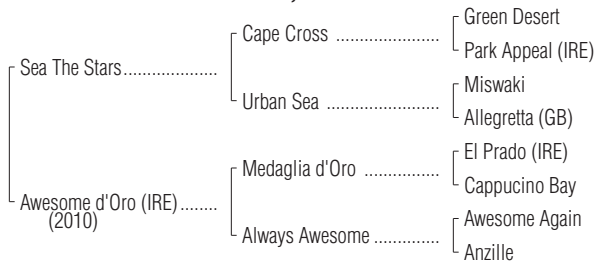 Green Desert
Cape Cross ..................
Park Appeal (IRE)
Sea The Stars...................
Miswaki
Urban Sea ....................
Allegretta (GB)
El Prado (IRE)
Medaglia d'Oro .............
Cappucino Bay
Awesome d'Oro (IRE) ........
(2010)
Awesome Again
Always Awesome .............
Anzille